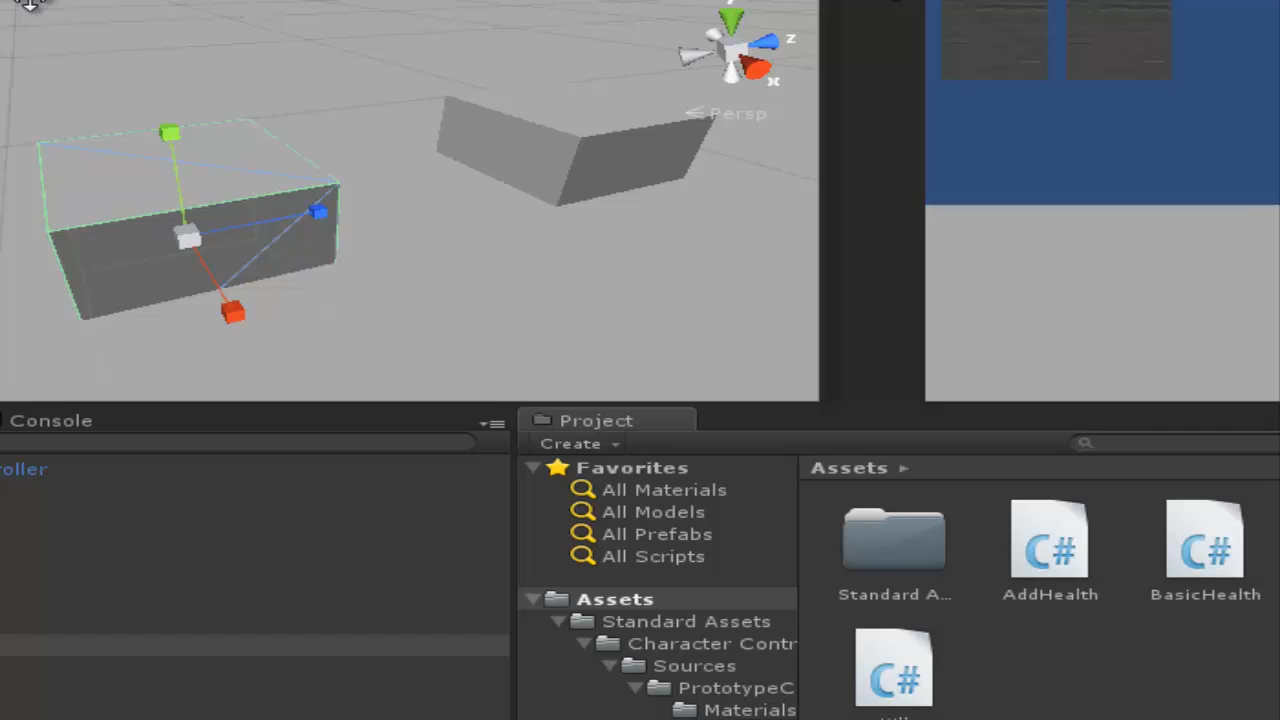 y
z
x
Persp
Console
Project
Create
oller
Favorites
All Materials
All Models
All Prefabs
All Scripts
Assets
Standard Assets
Character Contr
Sources
PrototypeC
Materials
Assets
Standard A...
AddHealth
BasicHealth
C#
C#
C#